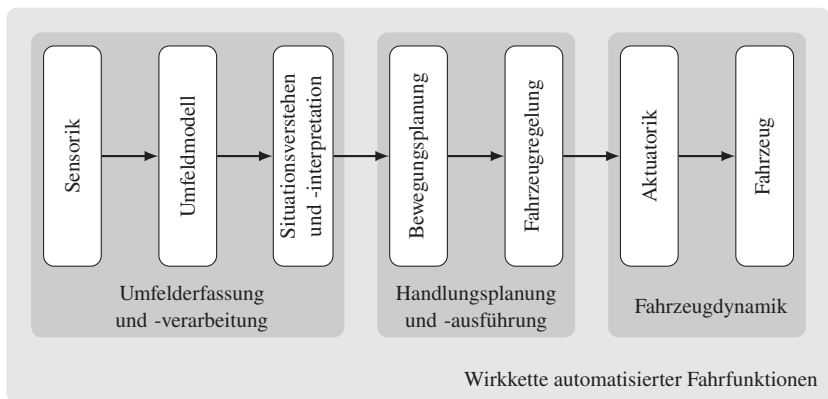 Sensorik
Umfeldmodell
Situationsverstehen
und -interpretation
Bewegungsplanung
Fahrzeugregelung
Aktuatorik
Fahrzeug
Umfelderfassung
und -verarbeitung
Handlungsplanung
und -ausführung
Fahrzeugdynamik
Wirkkette automatisierter Fahrfunktionen